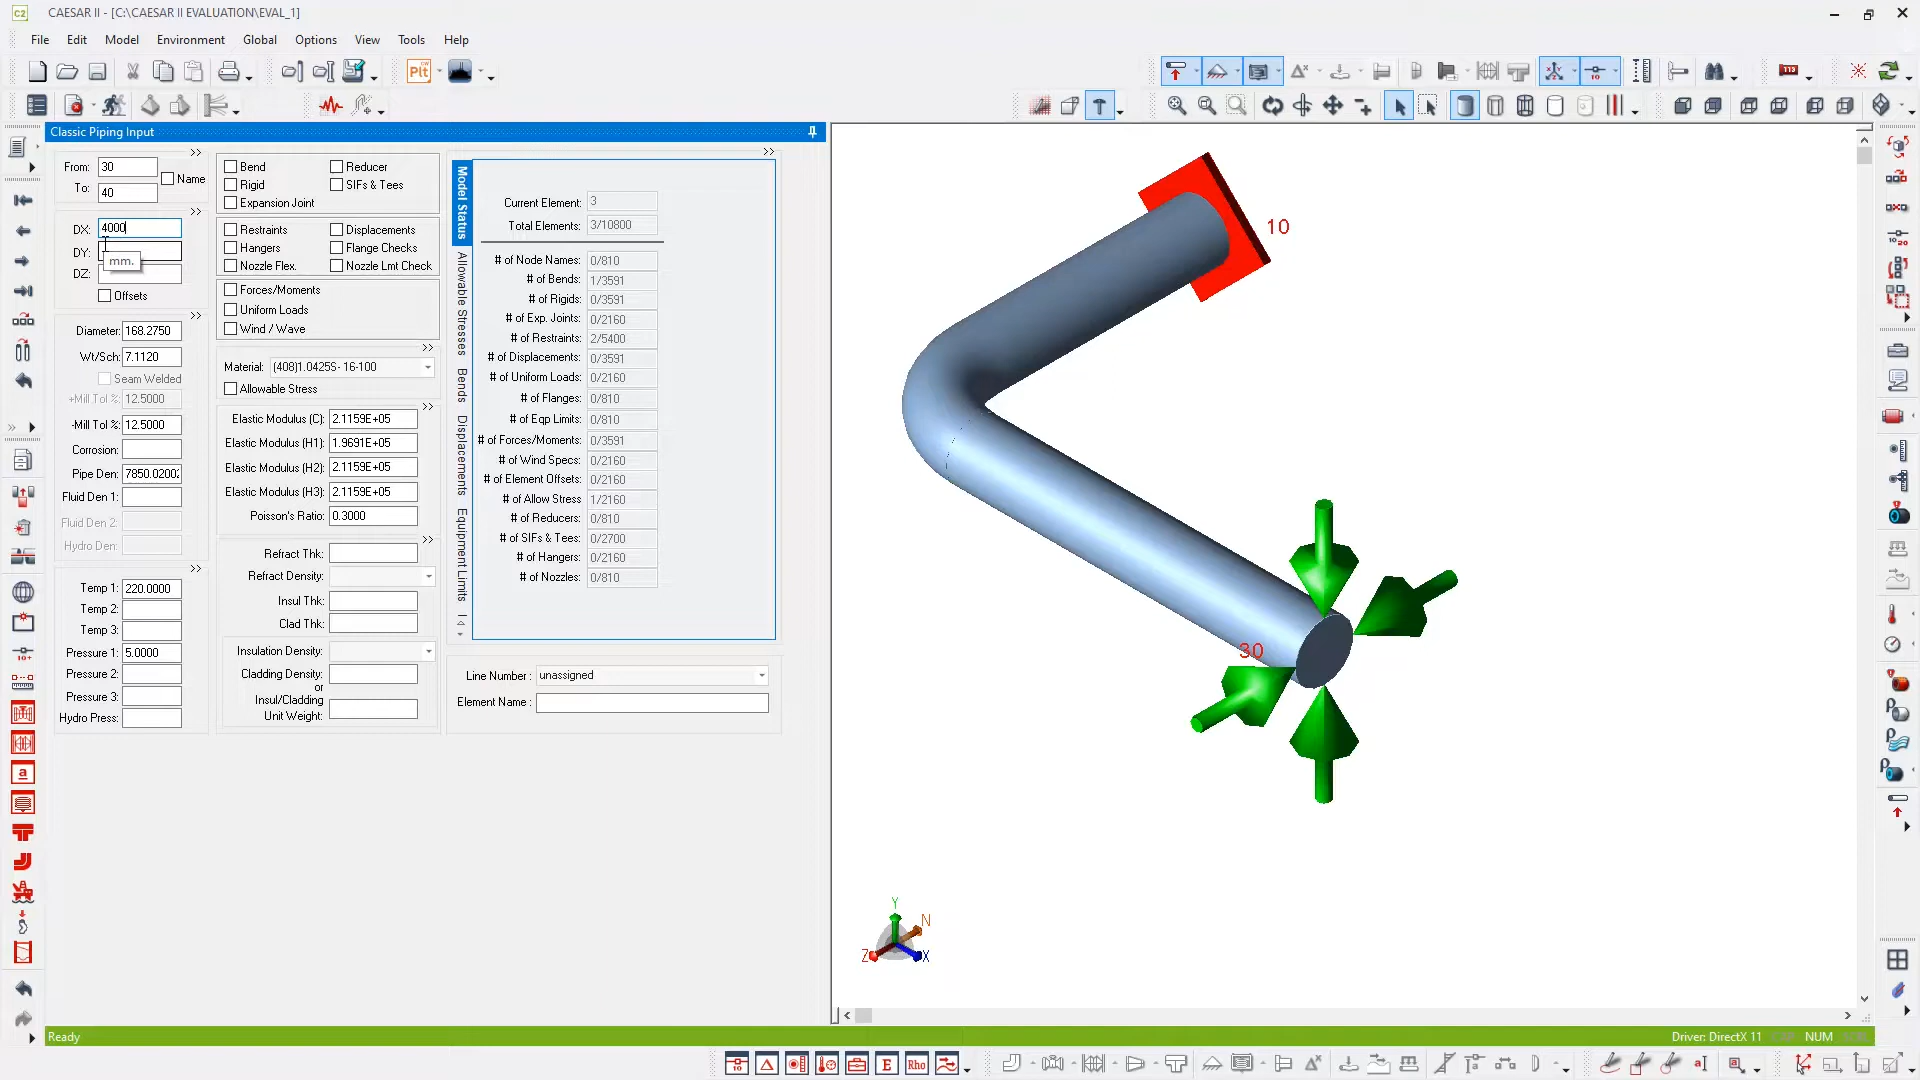 CAESAR II - [C:\CAESAR II EVALUATION\EVAL_1]
File Edit Model Environment Global Options View Tools Help
Classic Piping Input
From: 30
To: 40
Name
DX: 4000
DY:
mm.
DZ:
Offsets
Diameter: 168.2750
Wt/Sch: 7.1120
Seam Welded
+Mill Tol %: 12.5000
-Mill Tol %: 12.5000
Corrosion:
Pipe Den: 7850.0200
Fluid Den 1:
Fluid Den 2:
Hydro Den:
Temp 1: 220.0000
Temp 2:
Temp 3:
Pressure 1: 5.0000
Pressure 2:
Pressure 3:
Hydro Press:
Bend Reducer
Rigid SIFs & Tees
Expansion Joint
Restraints Displacements
Hangers Flange Checks
Nozzle Flex. Nozzle Lmt Check
Forces/Moments
Uniform Loads
Wind / Wave
Material: (408)1.0425S- 16-100
Allowable Stress
Elastic Modulus (C): 2.1159E+05
Elastic Modulus (H1): 1.9691E+05
Elastic Modulus (H2): 2.1159E+05
Elastic Modulus (H3): 2.1159E+05
Poisson's Ratio: 0.3000
Refract Thk:
Refract Density:
Insul Thk:
Clad Thk:
Insulation Density:
Cladding Density:
or
Insul/Cladding
Unit Weight:
Model Status
Allowable Stresses
Bends
Displacements
Equipment Limits
Current Element: 3
Total Elements: 3/10800
# of Node Names: 0/810
# of Bends: 1/3591
# of Rigids: 0/3591
# of Exp. Joints: 0/2160
# of Restraints: 2/5400
# of Displacements: 0/3591
# of Uniform Loads: 0/2160
# of Flanges: 0/810
# of Eqp Limits: 0/810
# of Forces/Moments: 0/3591
# of Wind Specs: 0/2160
# of Element Offsets: 0/2160
# of Allow Stress 1/2160
# of Reducers: 0/810
# of SIFs & Tees: 0/2700
# of Hangers: 0/2160
# of Nozzles: 0/810
Line Number : unassigned
Element Name :
10
30
Y
N
Z
X
Ready
Driver: DirectX 11
NUM